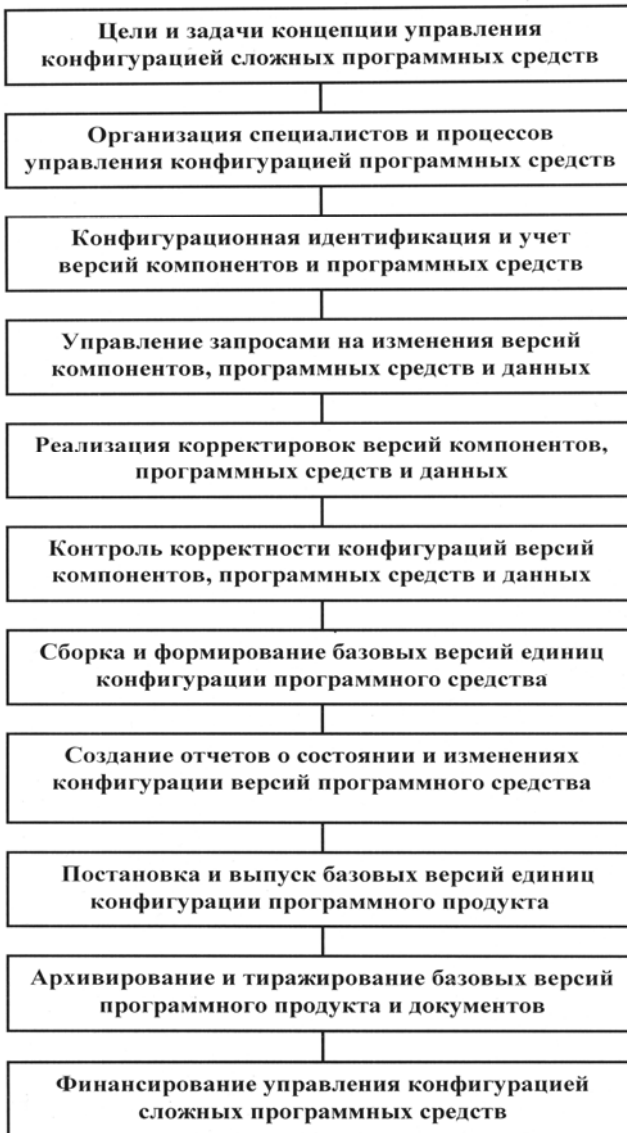 Цели и задачи концепции управления
конфигурацией сложных программных средств
Организация специалистов и процессов
управления конфигурацией программных средств
Конфигурационная идентификация и учет
версий компонентов и программных средств
Управление запросами на изменения версий
компонентов, программных средств и данных
Реализация корректировок версий компонентов,
программных средств и данных
Контроль корректности конфигураций версий
компонентов, программных средств и данных
Сборка и формирование базовых версий единиц
конфигурации программного средства
Создание отчетов о состоянии и изменениях
конфигурации версий программного средства
Постановка и выпуск базовых версий единиц
конфигурации программного продукта
Архивирование и тиражирование базовых версий
программного продукта и документов
Финансирование управления конфигурацией
сложных программных средств